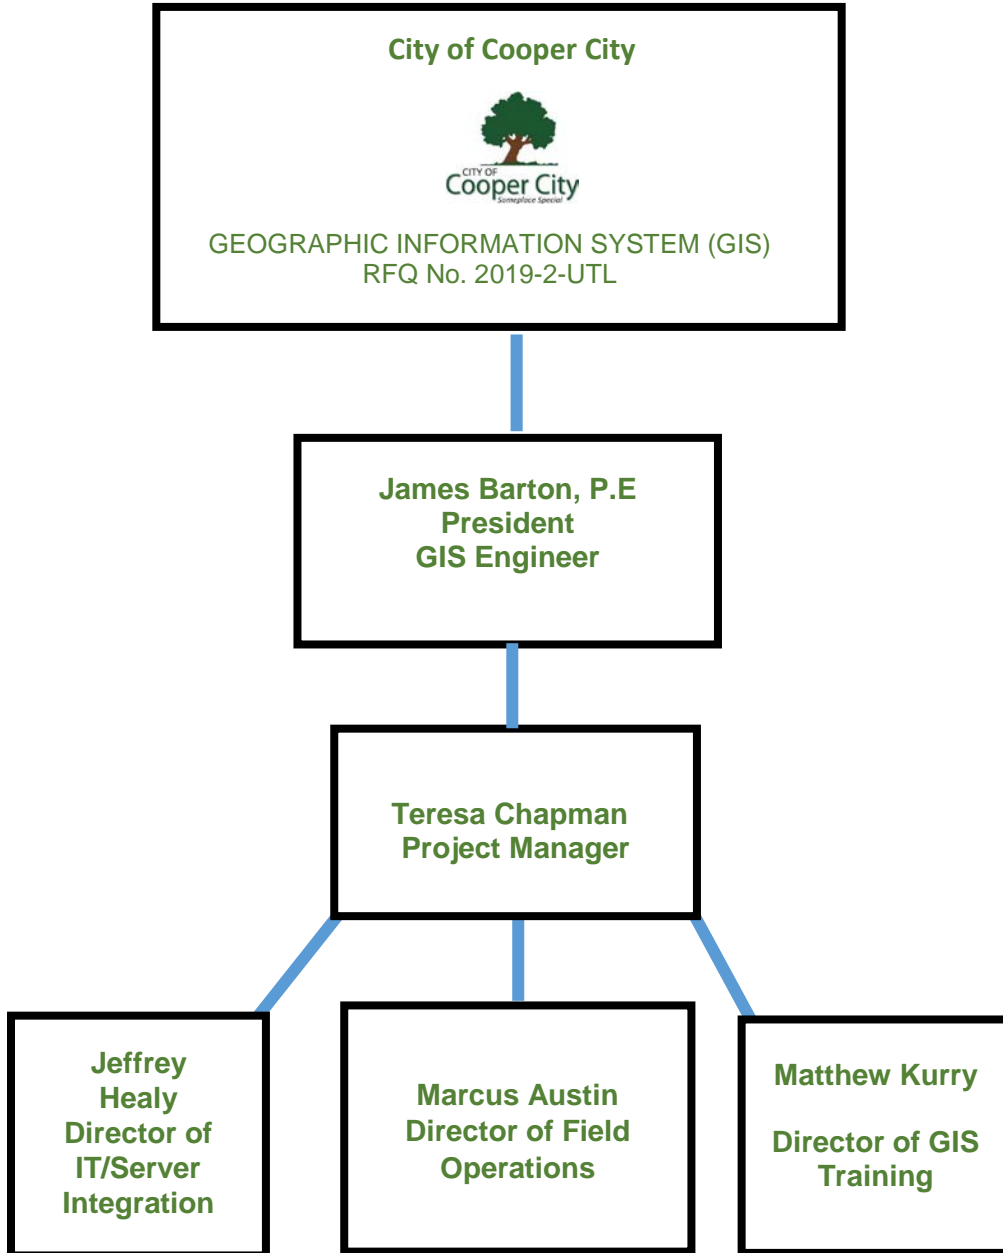 City of Cooper City
CITY OF
Cooper City
Someplace Special
GEOGRAPHIC INFORMATION SYSTEM (GIS)
RFQ No. 2019-2-UTL
James Barton, P.E
President
GIS Engineer
Teresa Chapman
Project Manager
Jeffrey
Healy
Director of
IT/Server
Integration
Marcus Austin
Director of Field
Operations
Matthew Kurry
Director of GIS
Training